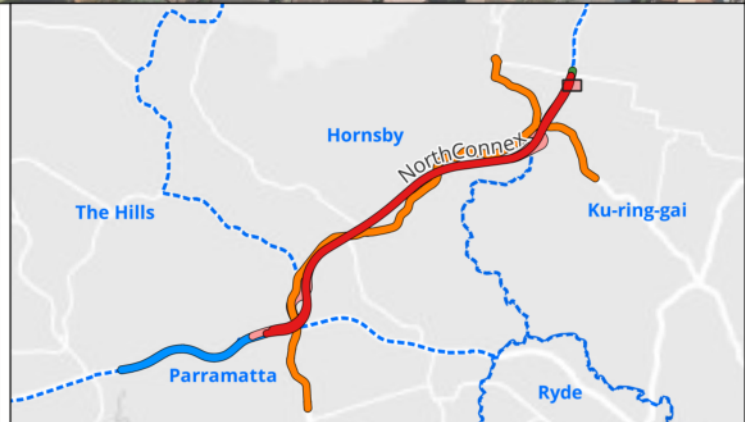 Hornsby
NorthConnex
The Hills
Ku-ring-gai
Parramatta
Ryde